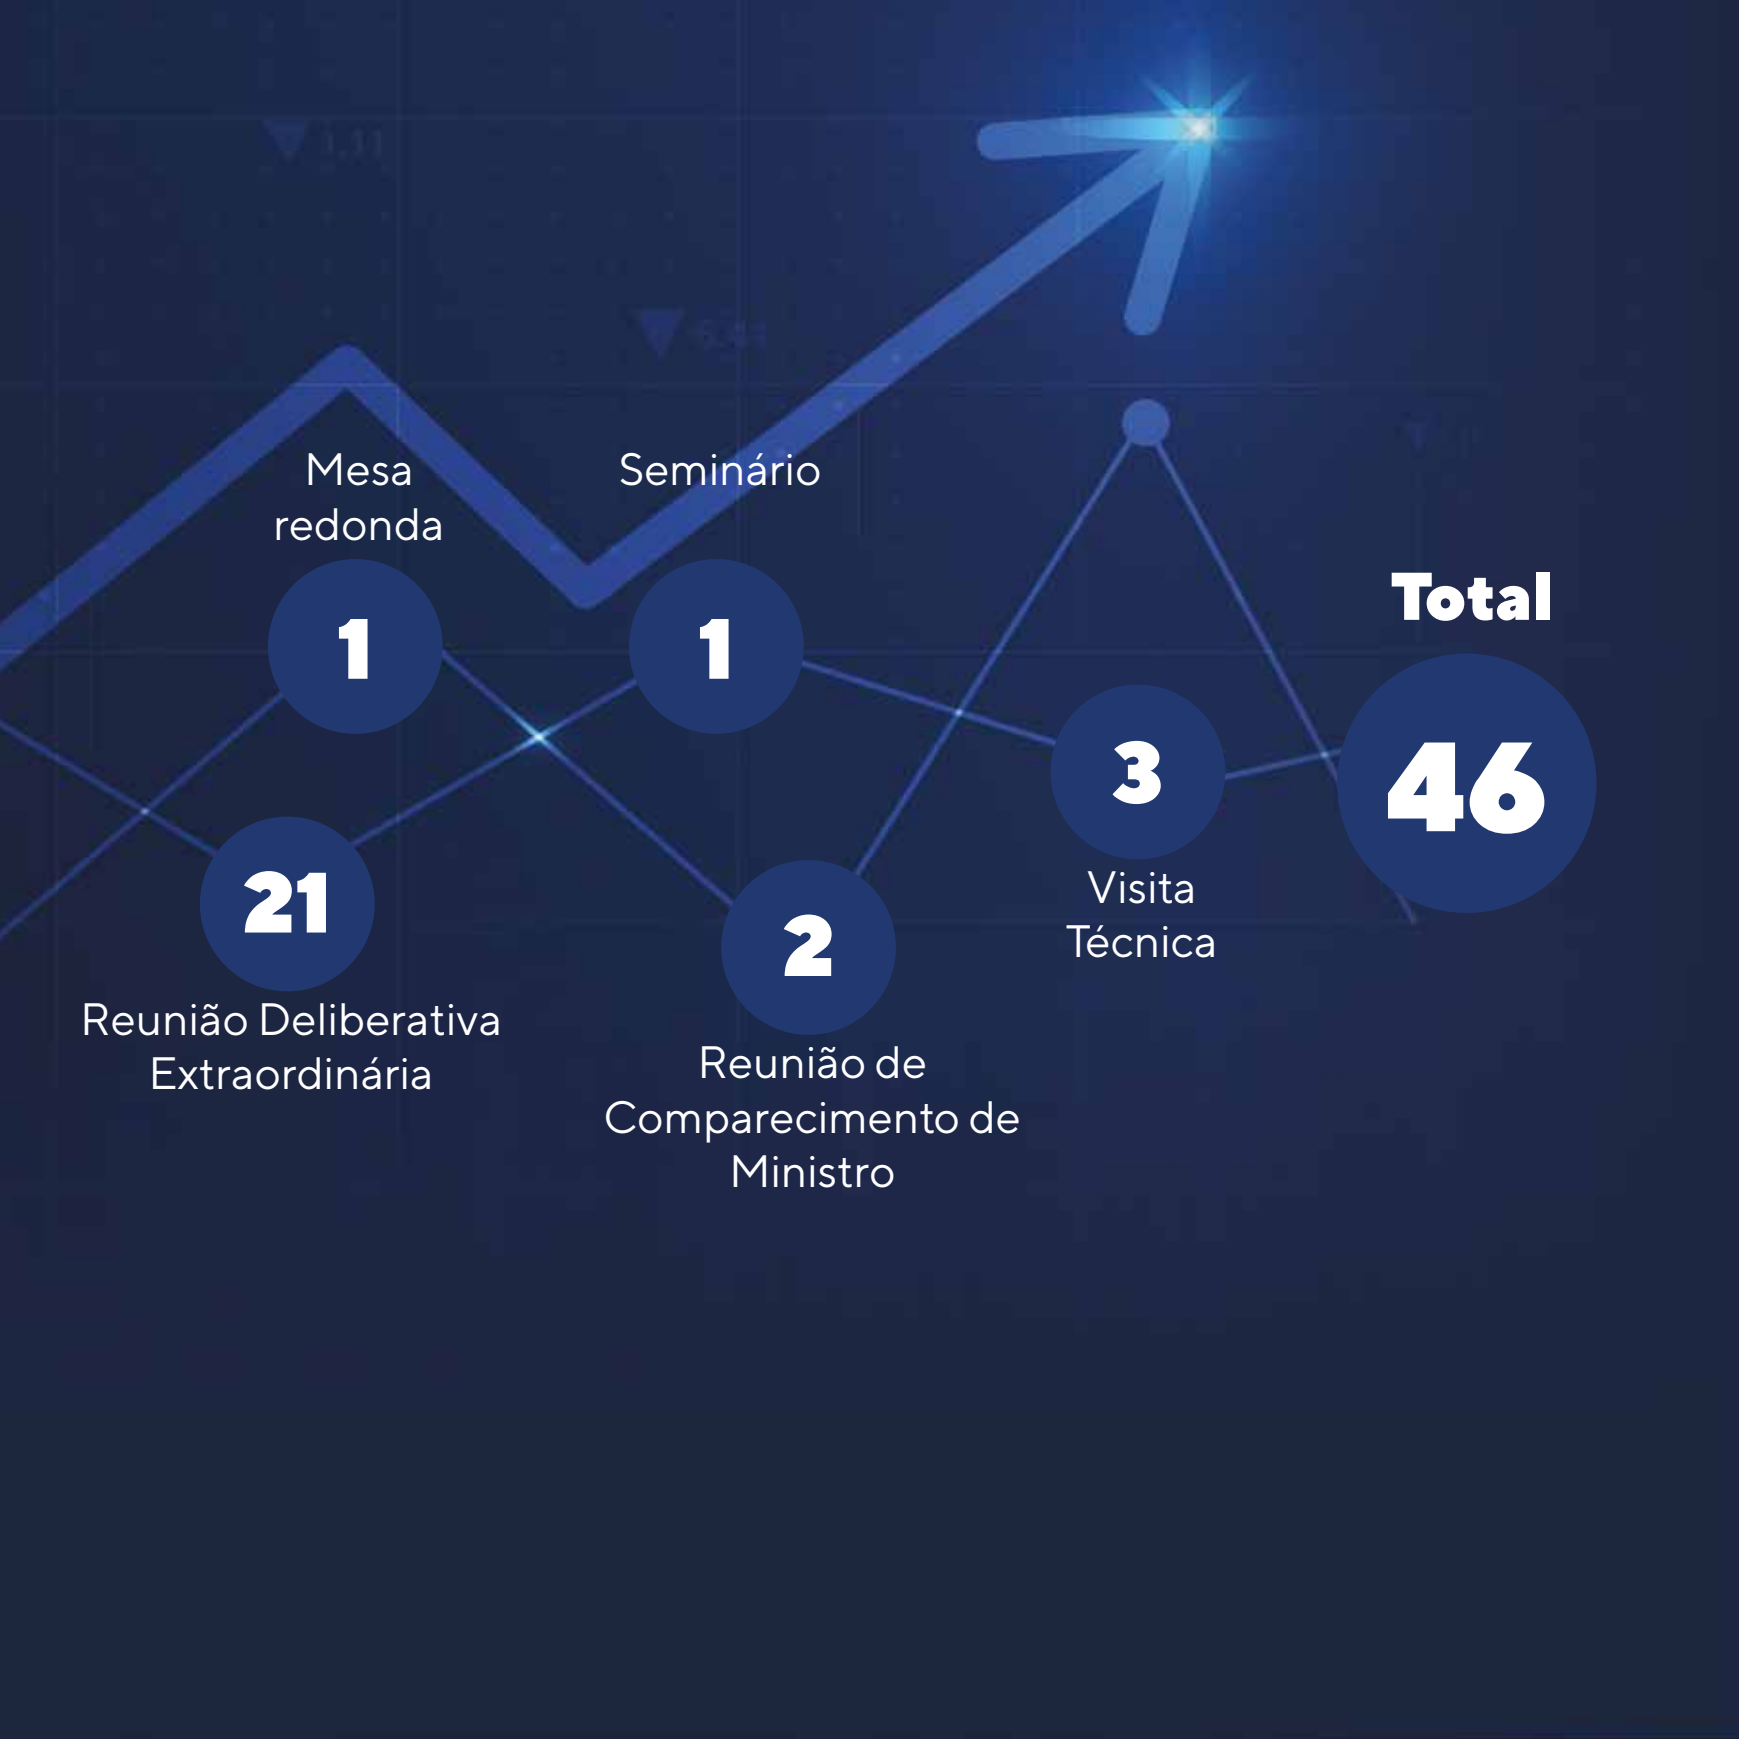 Mesa
redonda
1
Seminário
1
Total
46
3
Visita
Técnica
21
Reunião Deliberativa
Extraordinária
2
Reunião de
Comparecimento de
Ministro